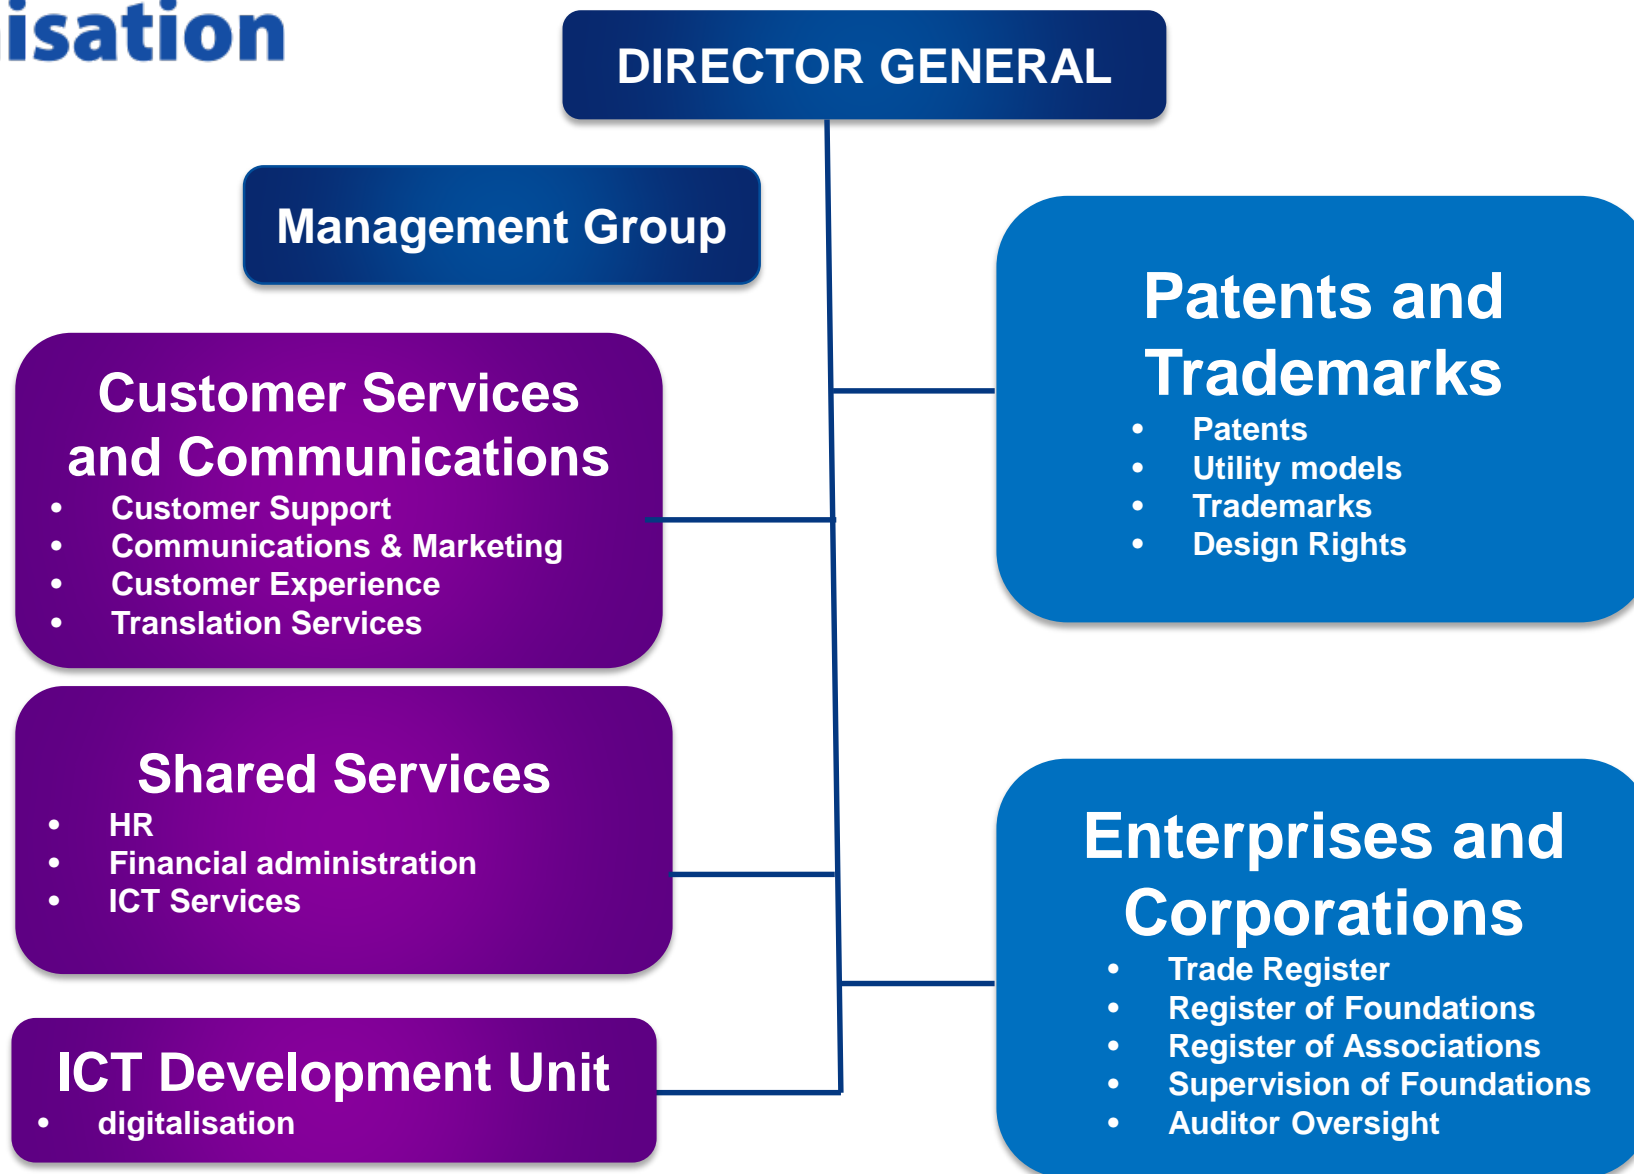 isation
DIRECTOR GENERAL
Management Group
Customer Services
and Communications
• Customer Support
• Communications & Marketing
• Customer Experience
• Translation Services
Shared Services
• HR
• Financial administration
• ICT Services
ICT Development Unit
• digitalisation
Patents and
Trademarks
• Patents
• Utility models
• Trademarks
• Design Rights
Enterprises and
Corporations
• Trade Register
• Register of Foundations
• Register of Associations
• Supervision of Foundations
• Auditor Oversight